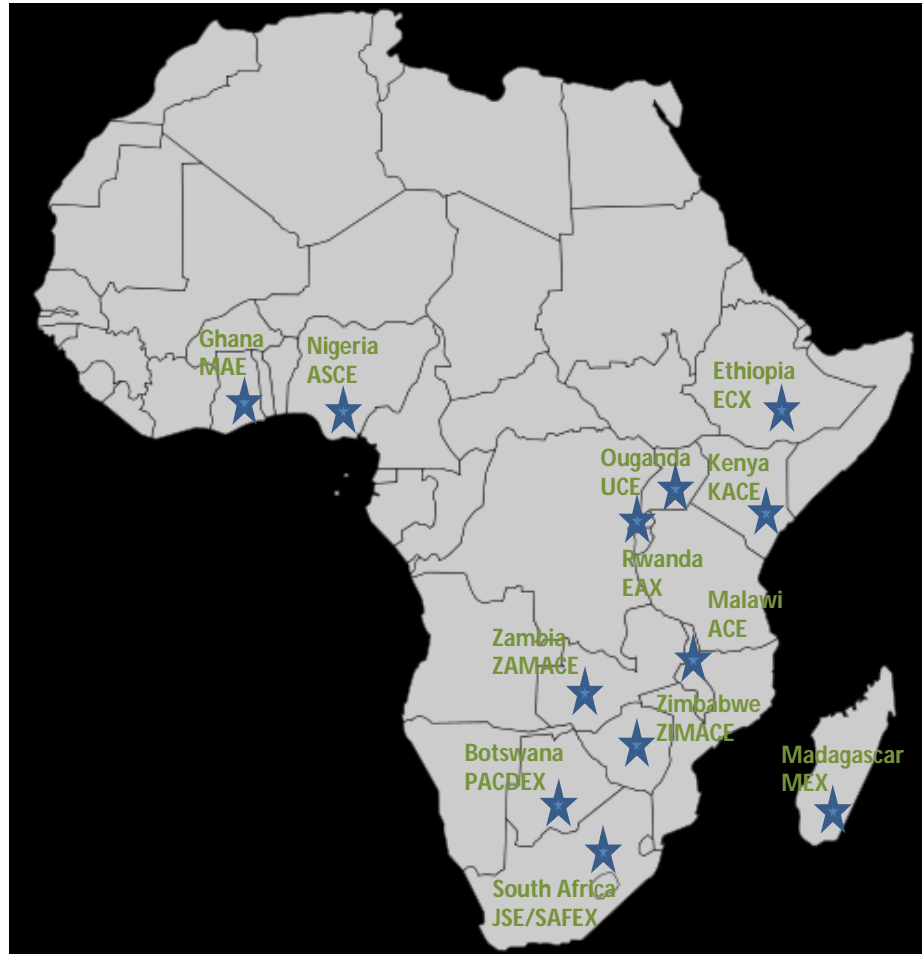 Ghana
MAE
Nigeria
ASCE
Ethiopia
ECX
Ouganda
UCE
Kenya
KACE
Rwanda
EAX
Malawi
ACE
Zambia
ZAMACE
Zimbabwe
ZIMACE
Botswana
PACDEX
Madagascar
MEX
South Africa
JSE/SAFEX